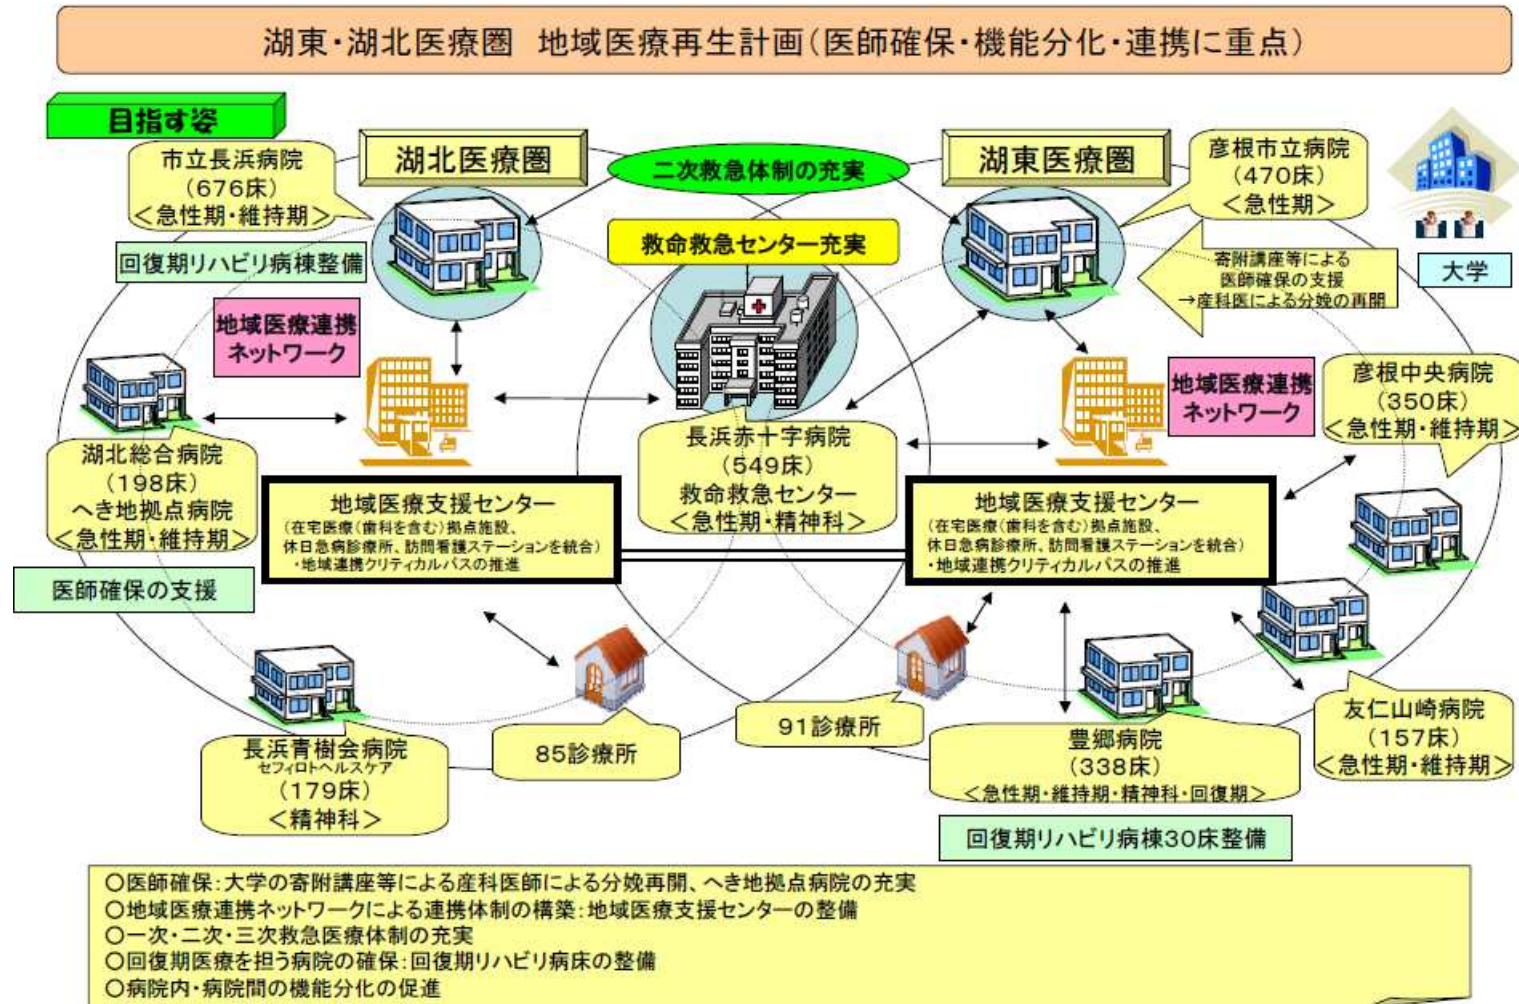 湖東・湖北医療圏　地域医療再生計画（医師確保・機能分化・連携に重点）
目指す姿
市立長浜病院
（676床）
＜急性期・維持期＞
湖北医療圏
二次救急体制の充実
湖東医療圏
彦根市立病院
（470床）
＜急性期＞
救命救急センター充実
回復期リハビリ病棟整備
寄附講座等による
医師確保の支援
→産科医による分娩の再開
大学
地域医療連携
ネットワーク
地域医療連携
ネットワーク
彦根中央病院
（350床）
＜急性期・維持期＞
湖北総合病院
（198床）
へき地拠点病院
＜急性期・維持期＞
長浜赤十字病院
（549床）
救命救急センター
＜急性期・精神科＞
地域医療支援センター
（在宅医療（歯科を含む）拠点施設、
休日急病診療所、訪問看護ステーションを統合）
・地域連携クリティカルパスの推進
地域医療支援センター
（在宅医療（歯科を含む）拠点施設、
休日急病診療所、訪問看護ステーションを統合）
・地域連携クリティカルパスの推進
医師確保の支援
長浜青樹会病院
セフィロトヘルスケア
（179床）
＜精神科＞
85診療所
91診療所
豊郷病院
（338床）
＜急性期・維持期・精神科・回復期＞
友仁山崎病院
（157床）
＜急性期・維持期＞
回復期リハビリ病棟30床整備
○医師確保：大学の寄附講座等による産科医師による分娩再開、へき地拠点病院の充実
○地域医療連携ネットワークによる連携体制の構築：地域医療支援センターの整備
○一次・二次・三次救急医療体制の充実
○回復期医療を担う病院の確保：回復期リハビリ病床の整備
○病院内・病院間の機能分化の促進